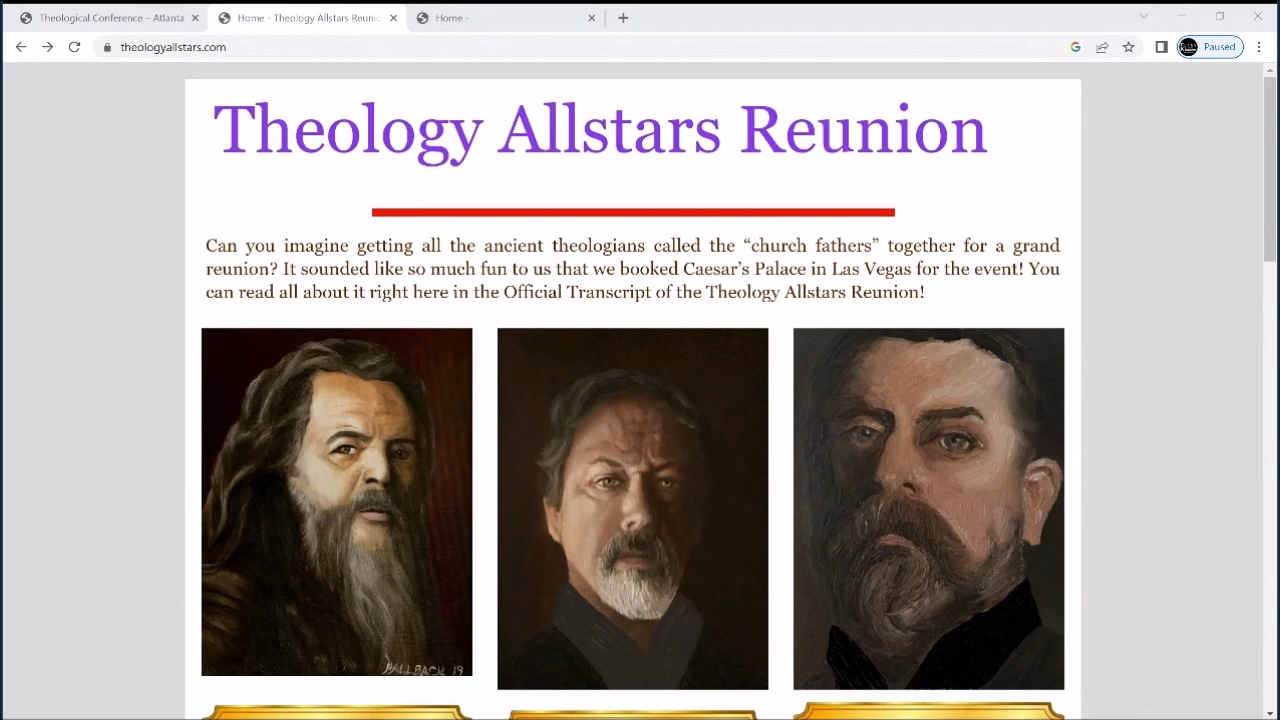 Theological Conference – Atlanta
Home - Theology Allstars Reunio
Home -
theologyallstars.com
Paused
Theology Allstars Reunion
Can you imagine getting all the ancient theologians called the “church fathers” together for a grand
reunion? It sounded like so much fun to us that we booked Caesar’s Palace in Las Vegas for the event! You
can read all about it right here in the Official Transcript of the Theology Allstars Reunion!
HALLBACK 19